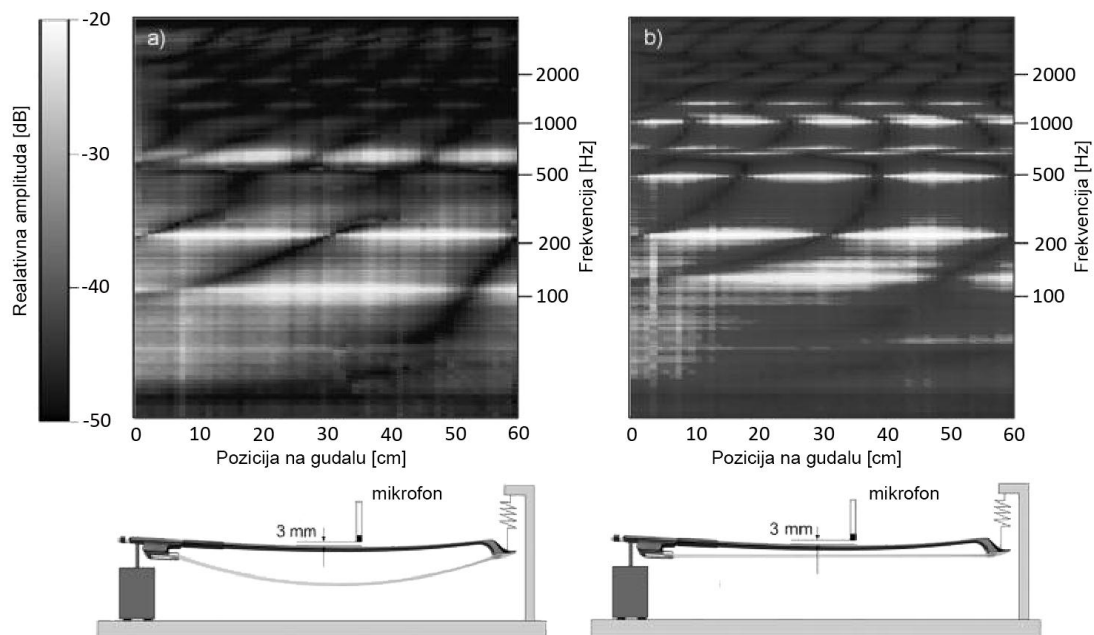 Realativna amplituda [dB]
-20
-30
-40
-50
a)
2000
1000
500
200
100
Frekvencija [Hz]
0 10 20 30 40 50 60
Pozicija na gudalu [cm]
b)
2000
1000
500
200
100
Frekvencija [Hz]
0 10 20 30 40 50 60
Pozicija na gudalu [cm]
mikrofon
3 mm
mikrofon
3 mm